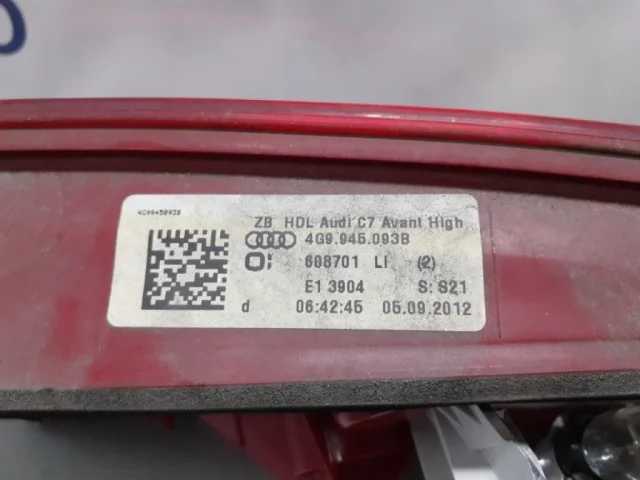 4G9945093B
ZB HDL Audi C7 Avant High
4G9.945.093B
608701 LI (2)
E1 3904 S: S21
d 06:42:45 05.09.2012